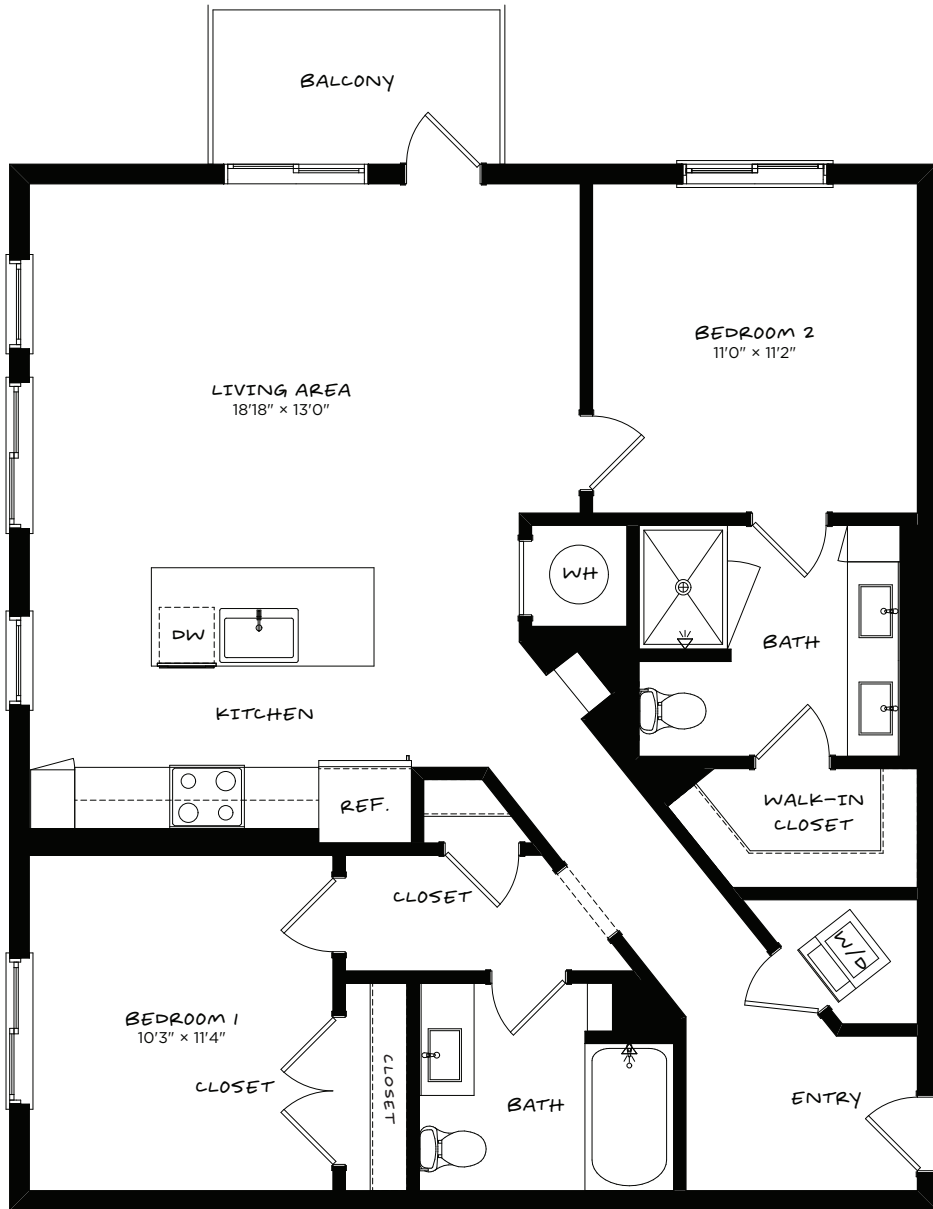 BALCONY
BEDROOM 2
11'0" × 11'2"
LIVING AREA
18'18" × 13'0"
WH
DW
BATH
KITCHEN
REF.
WALK-IN
CLOSET
CLOSET
W/D
BEDROOM 1
10'3" × 11'4"
CLOSET
CLOSET
BATH
ENTRY